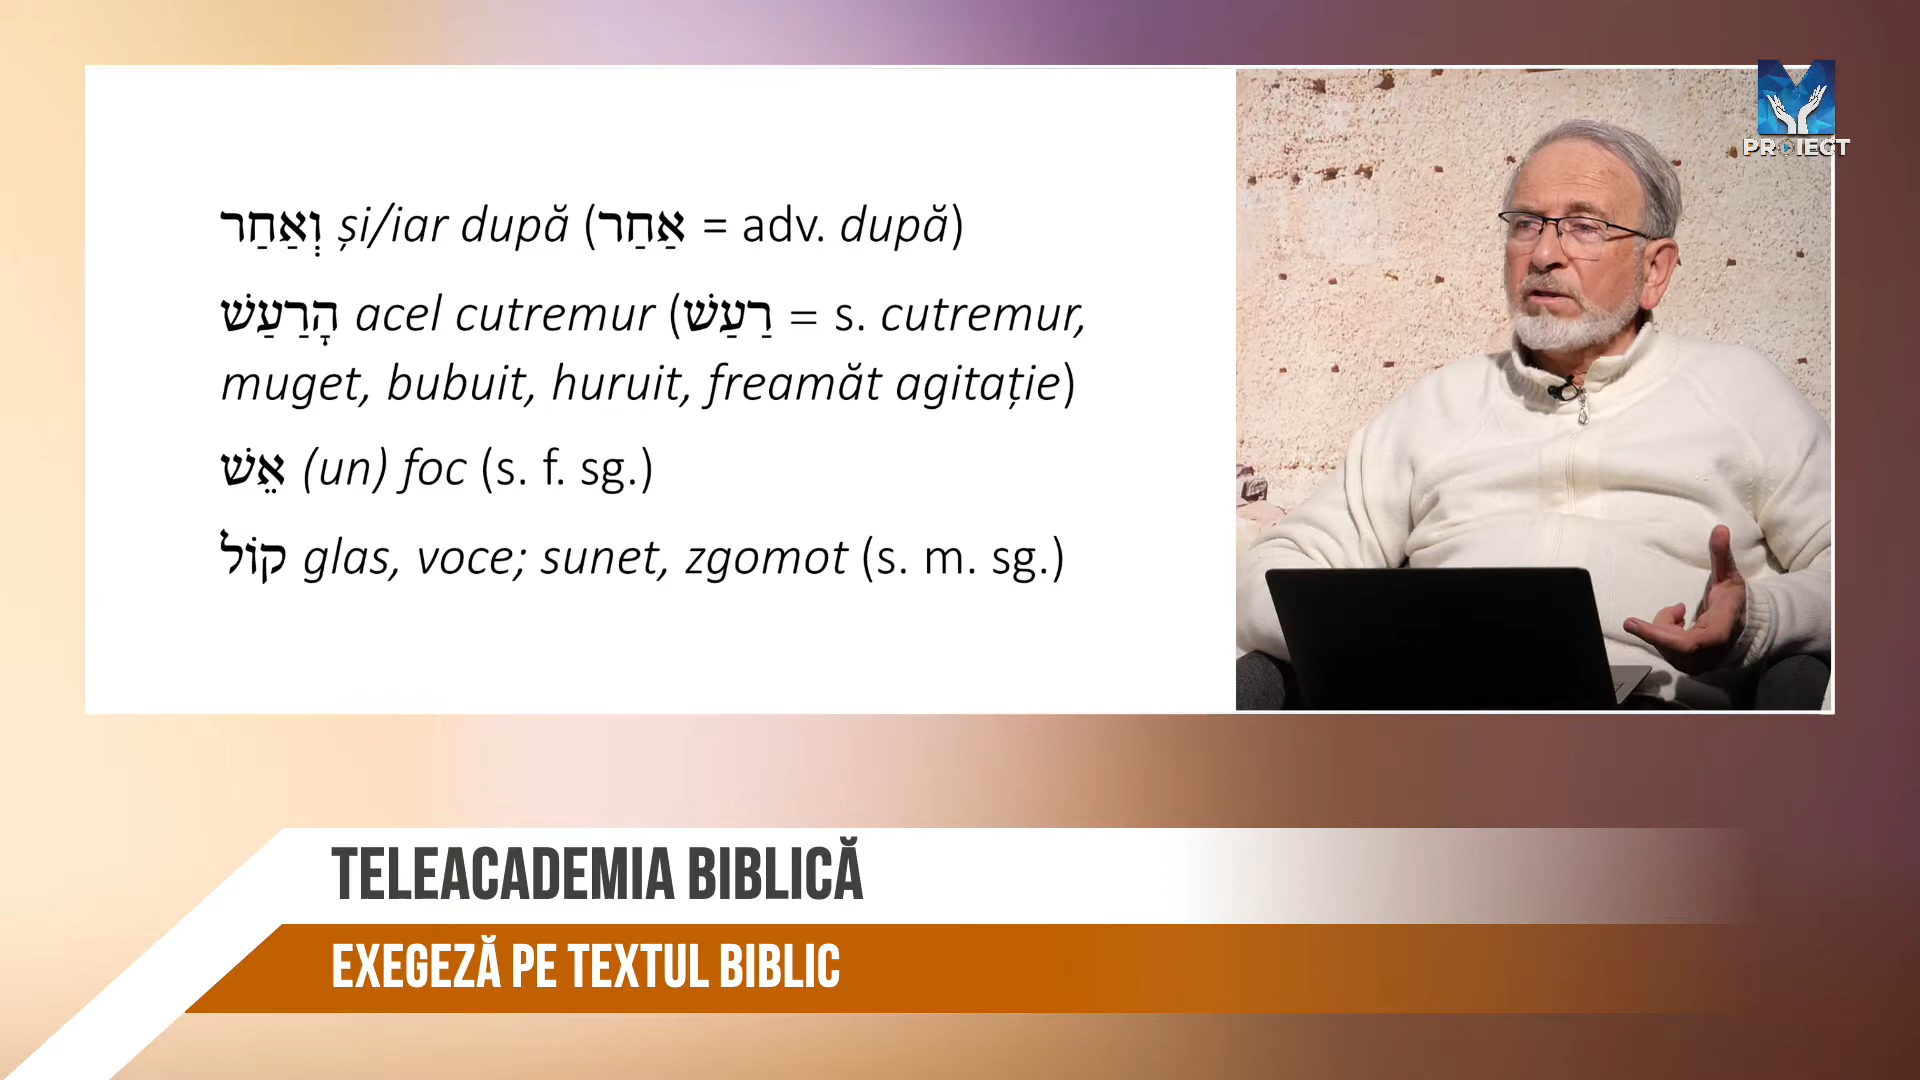 PROIECT
וְאַחַר și/iar după (אַחַר = adv. după)
הָרַעַשׁ acel cutremur (רַעַשׁ = s. cutremur,
muget, bubuit, huruit, freamăt agitație)
אֵשׁ (un) foc (s. f. sg.)
קוֹל glas, voce; sunet, zgomot (s. m. sg.)
TELEACADEMIA BIBLICĂ
EXEGEZĂ PE TEXTUL BIBLIC